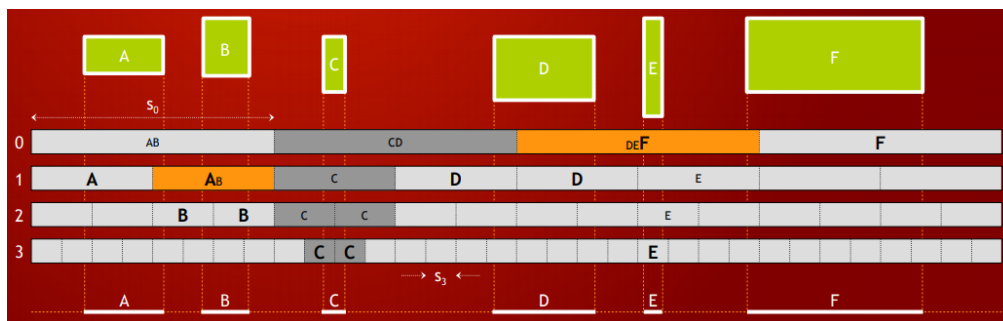 A B C D E F
S0
0 AB CD DEF F
1 A AB C D D E
2 B B C C E
3 C C E
S3
A B C D E F